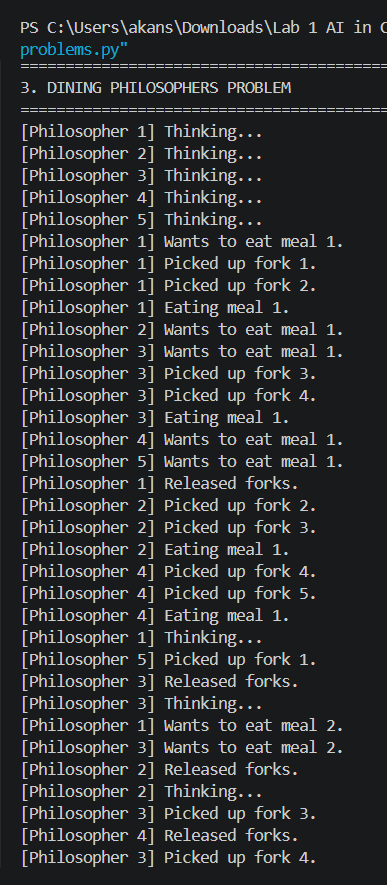 PS C:\Users\akans\Downloads\Lab 1 AI in C
problems.py"
================================================
3. DINING PHILOSOPHERS PROBLEM
================================================
[Philosopher 1] Thinking...
[Philosopher 2] Thinking...
[Philosopher 3] Thinking...
[Philosopher 4] Thinking...
[Philosopher 5] Thinking...
[Philosopher 1] Wants to eat meal 1.
[Philosopher 1] Picked up fork 1.
[Philosopher 1] Picked up fork 2.
[Philosopher 1] Eating meal 1.
[Philosopher 2] Wants to eat meal 1.
[Philosopher 3] Wants to eat meal 1.
[Philosopher 3] Picked up fork 3.
[Philosopher 3] Picked up fork 4.
[Philosopher 3] Eating meal 1.
[Philosopher 4] Wants to eat meal 1.
[Philosopher 5] Wants to eat meal 1.
[Philosopher 1] Released forks.
[Philosopher 2] Picked up fork 2.
[Philosopher 2] Picked up fork 3.
[Philosopher 2] Eating meal 1.
[Philosopher 4] Picked up fork 4.
[Philosopher 4] Picked up fork 5.
[Philosopher 4] Eating meal 1.
[Philosopher 1] Thinking...
[Philosopher 5] Picked up fork 1.
[Philosopher 3] Released forks.
[Philosopher 3] Thinking...
[Philosopher 1] Wants to eat meal 2.
[Philosopher 3] Wants to eat meal 2.
[Philosopher 2] Released forks.
[Philosopher 2] Thinking...
[Philosopher 3] Picked up fork 3.
[Philosopher 4] Released forks.
[Philosopher 3] Picked up fork 4.